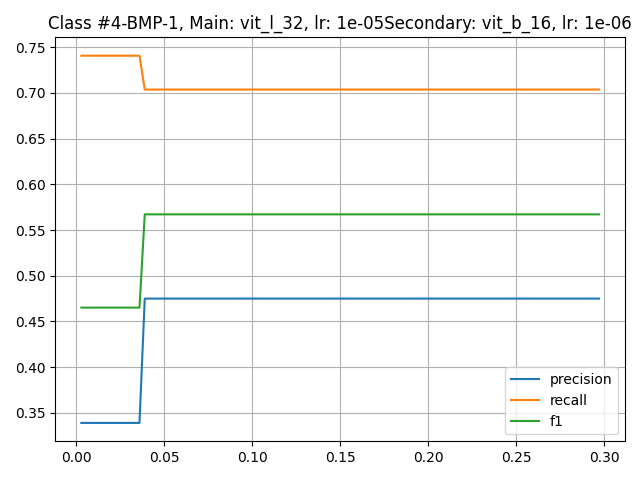 Class #4-BMP-1, Main: vit_l_32, lr: 1e-05Secondary: vit_b_16, lr: 1e-06
0.75
0.70
0.65
0.60
0.55
0.50
0.45
0.40
0.35
0.00 0.05 0.10 0.15 0.20 0.25 0.30
precision
recall
f1